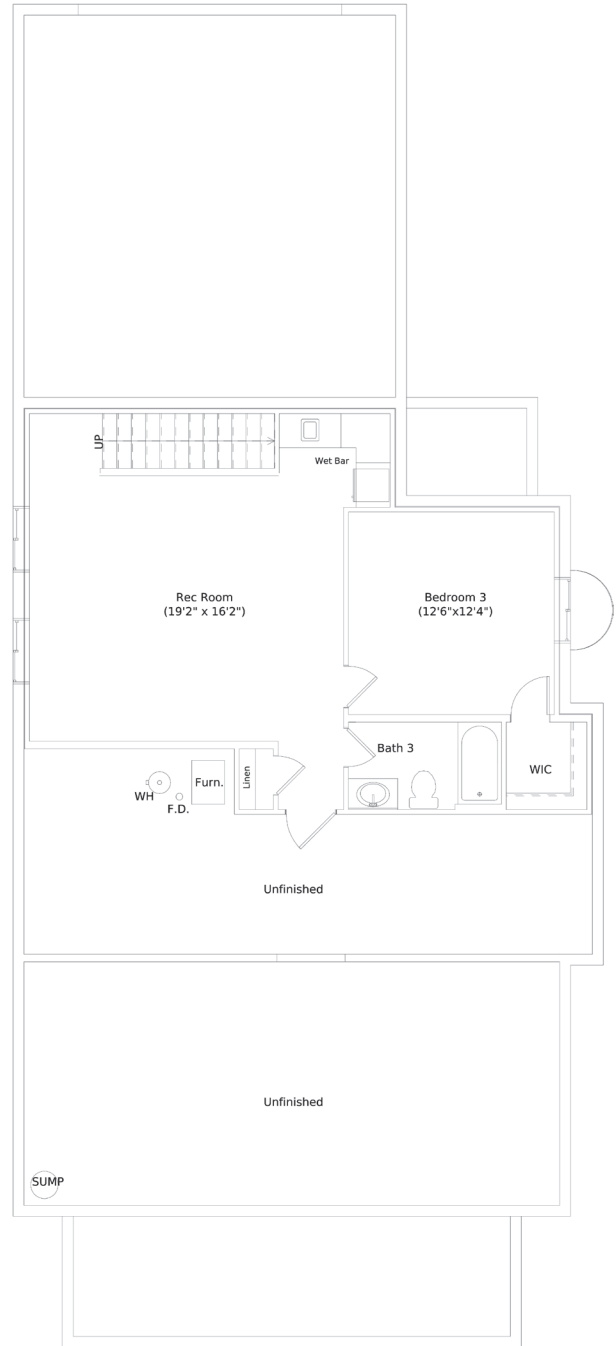 UP
Wet Bar
Rec Room
(19'2" x 16'2")
Bedroom 3
(12'6"x12'4")
Bath 3
Linen
Furn.
WH
F.D.
WIC
Unfinished
Unfinished
SUMP